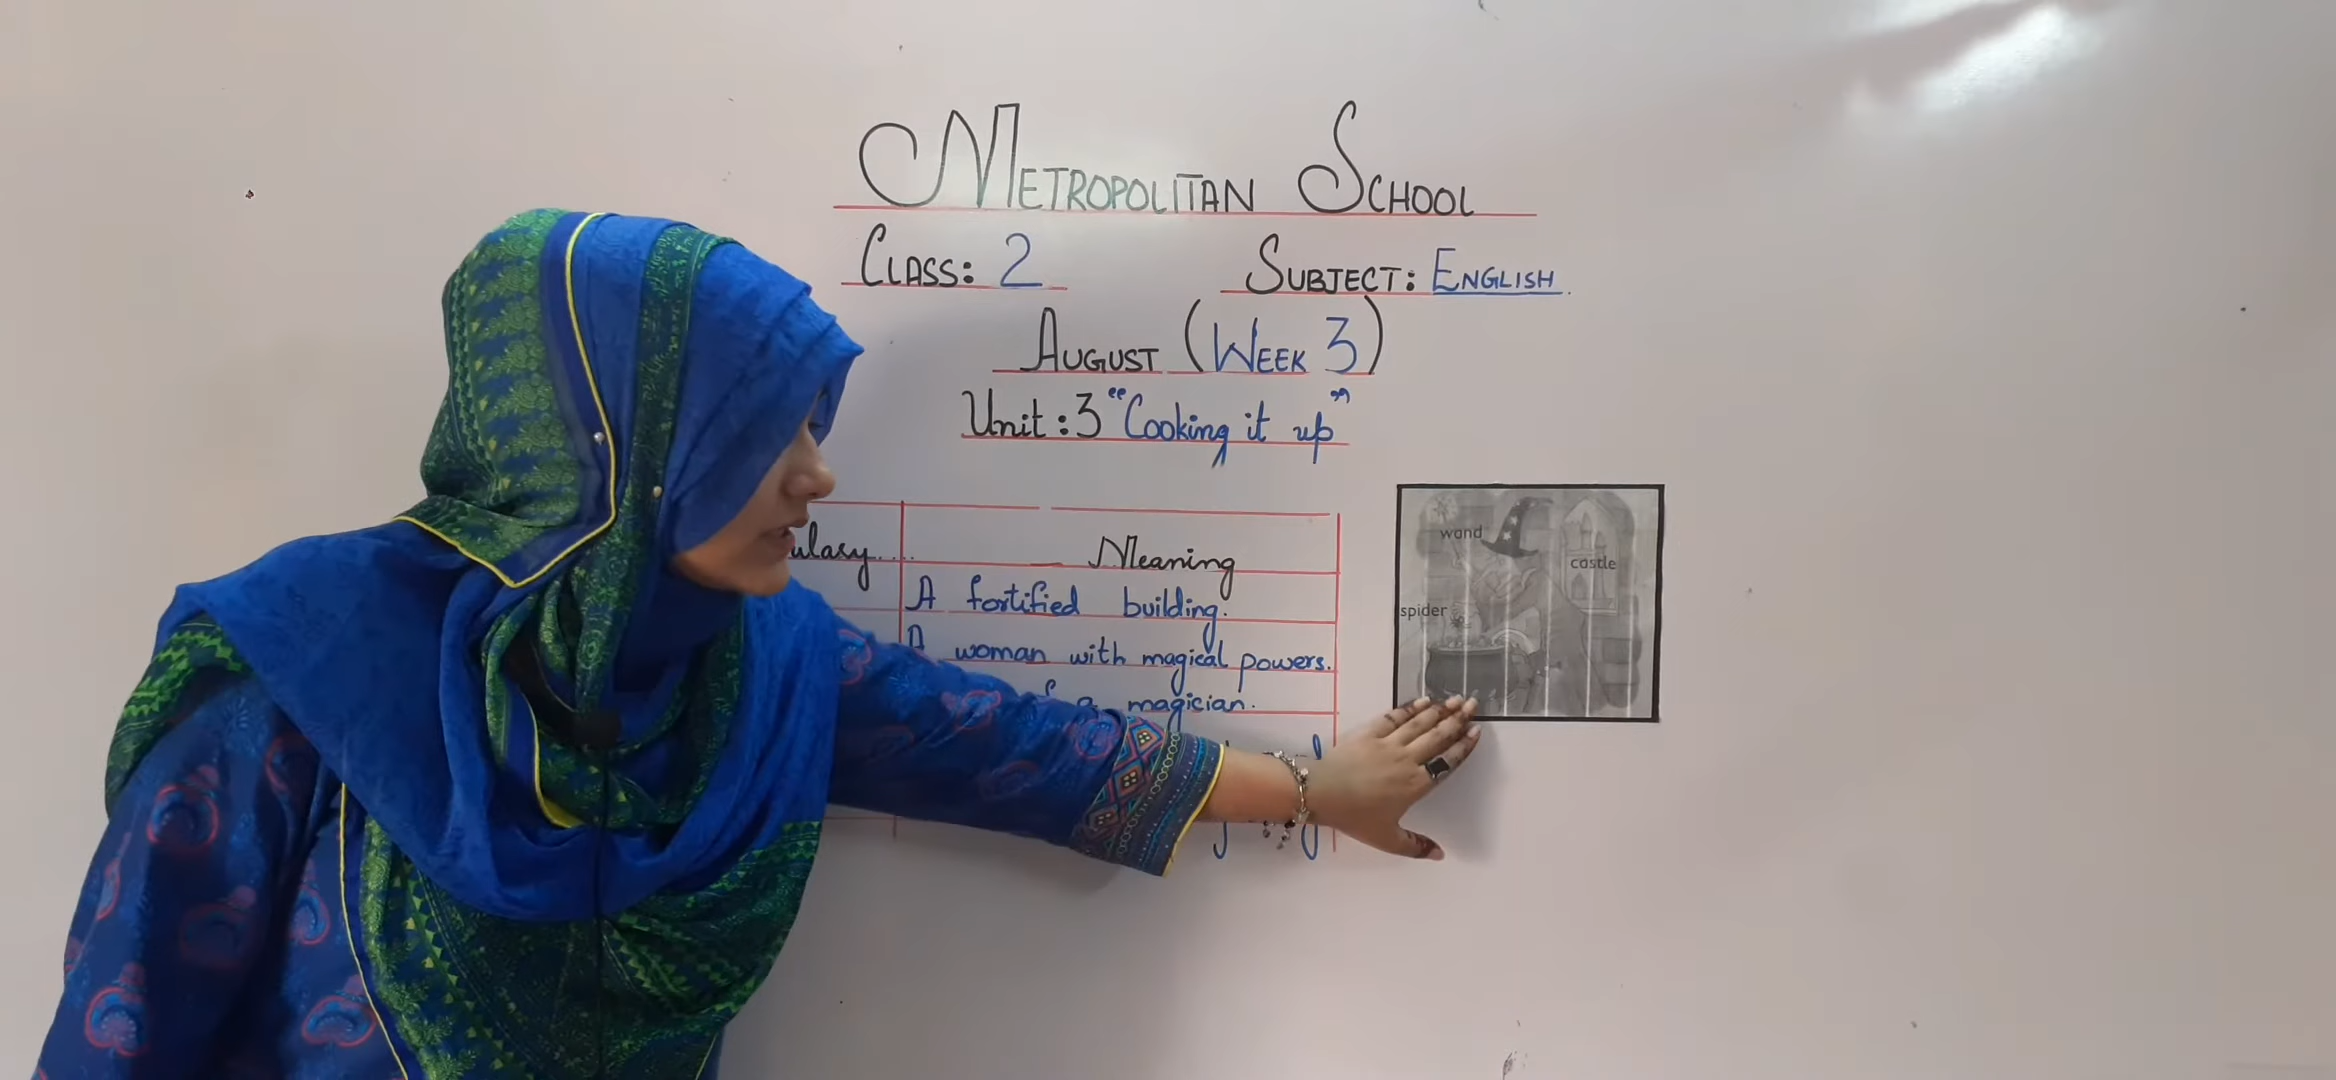 METROPOLITAN SCHOOL
CLASS: 2 SUBJECT: ENGLISH.
AUGUST (WEEK 3)
Unit: 3 "Cooking it up"
Meaning
A fortified building.
A woman with magical powers.
a magician.
wand
castle
spider